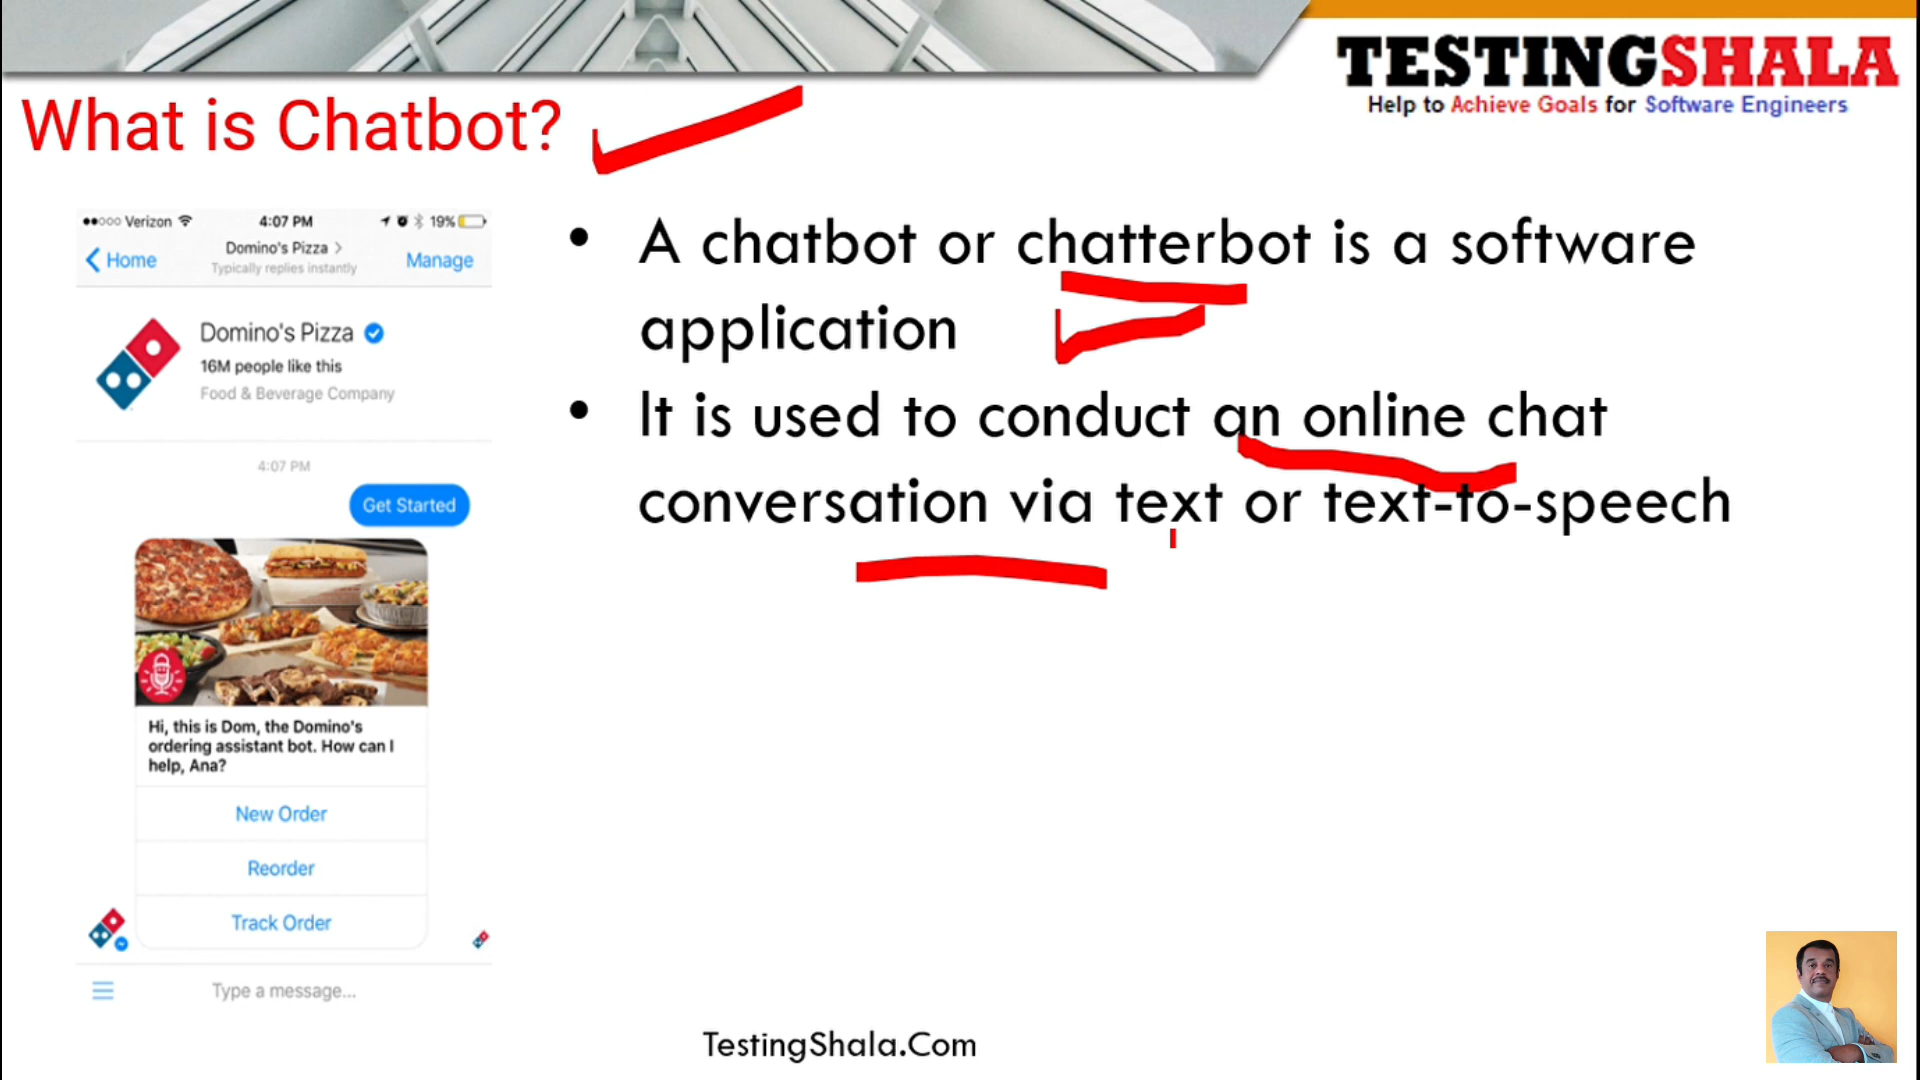 TESTINGSHALA
Help to Achieve Goals for Software Engineers
What is Chatbot?
Verizon 4:07 PM 19%
Home Domino's Pizza > Manage
Typically replies instantly
Domino's Pizza
16M people like this
Food & Beverage Company
4:07 PM
Get Started
Hi, this is Dom, the Domino's
ordering assistant bot. How can I
help, Ana?
New Order
Reorder
Track Order
Type a message...
• A chatbot or chatterbot is a software
application
• It is used to conduct an online chat
conversation via text or text-to-speech
TestingShala.Com